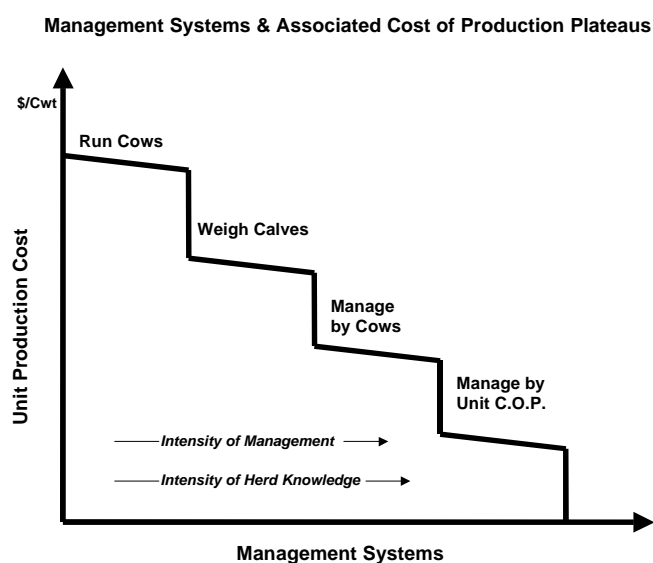 Management Systems & Associated Cost of Production Plateaus
$/Cwt
Run Cows
Weigh Calves
Manage
by Cows
Manage by
Unit C.O.P.
Unit Production Cost
Intensity of Management
Intensity of Herd Knowledge
Management Systems